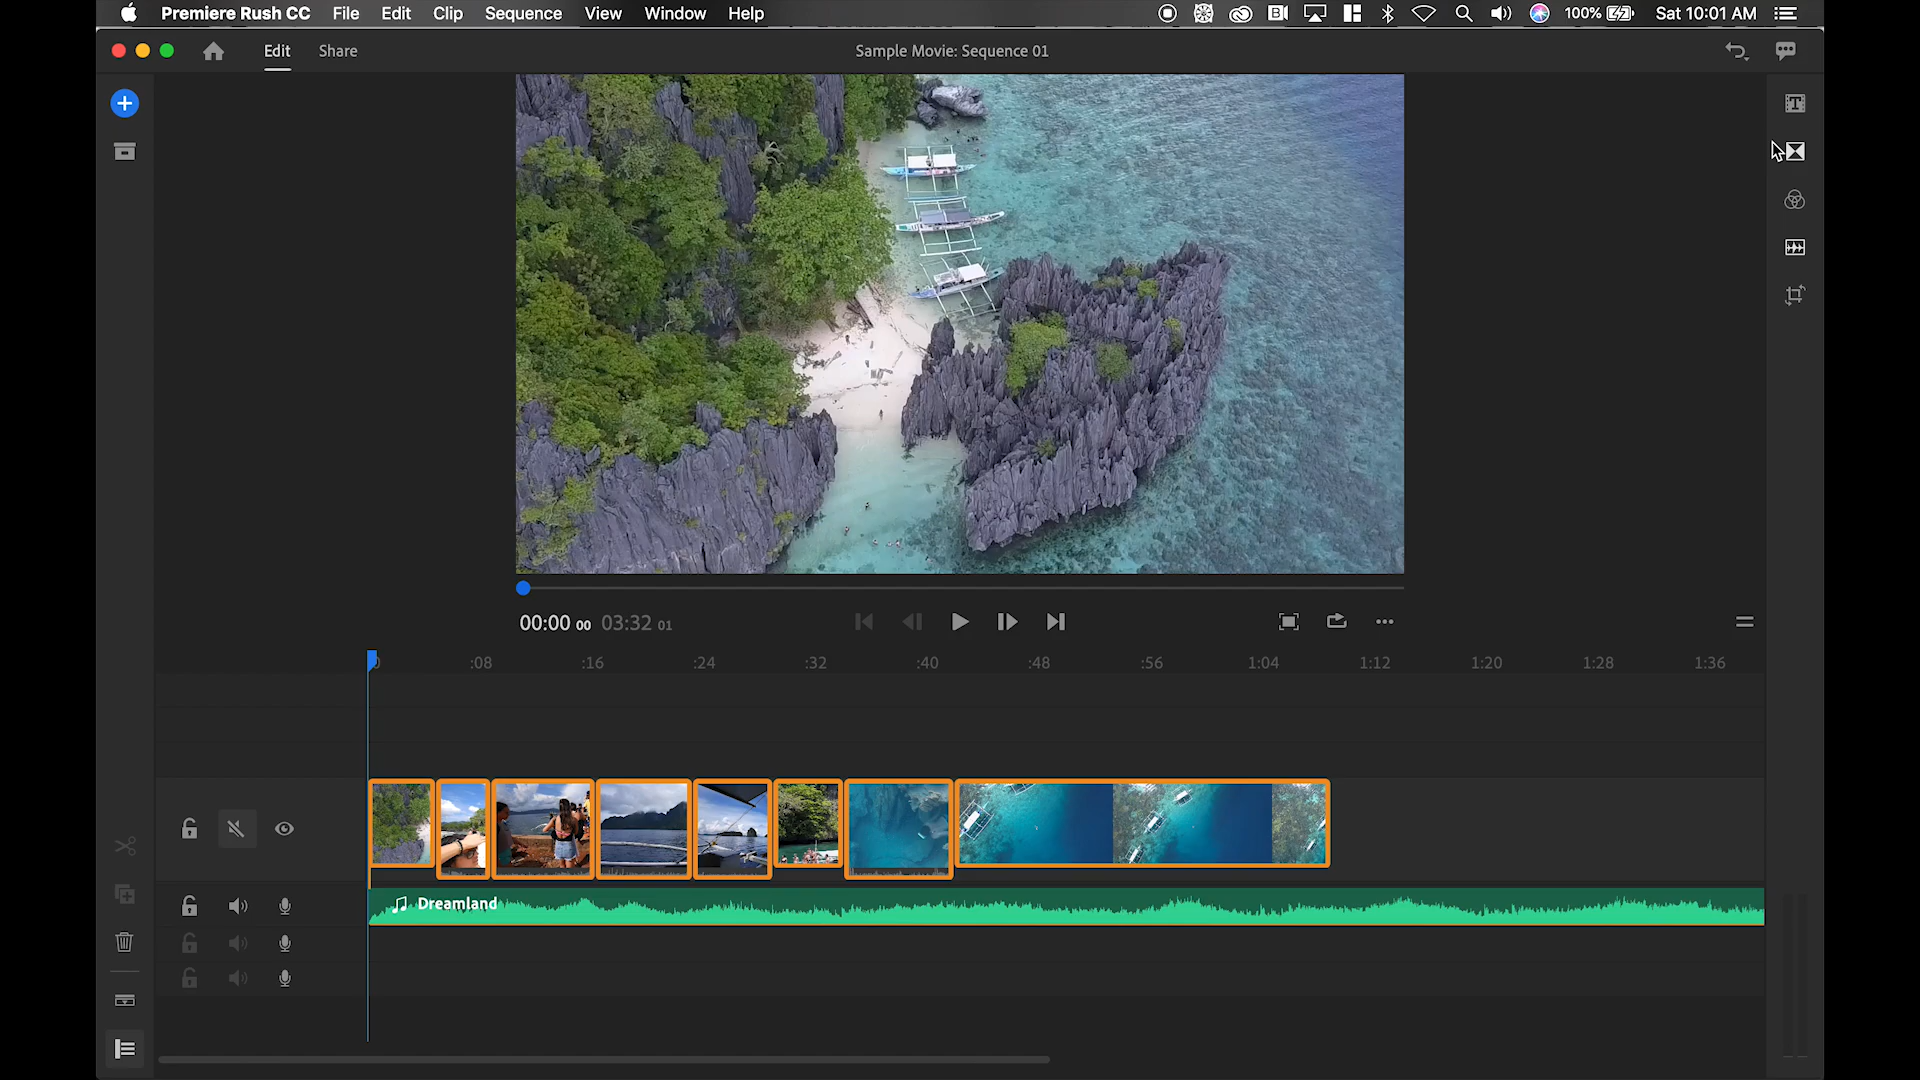 Premiere Rush CC File Edit Clip Sequence View Window Help 100% Sat 10:01 AM
Edit Share Sample Movie: Sequence 01
00:00 00 03:32 01
:08 :16 :24 :32 :40 :48 :56 1:04 1:12 1:20 1:28 1:36
Dreamland